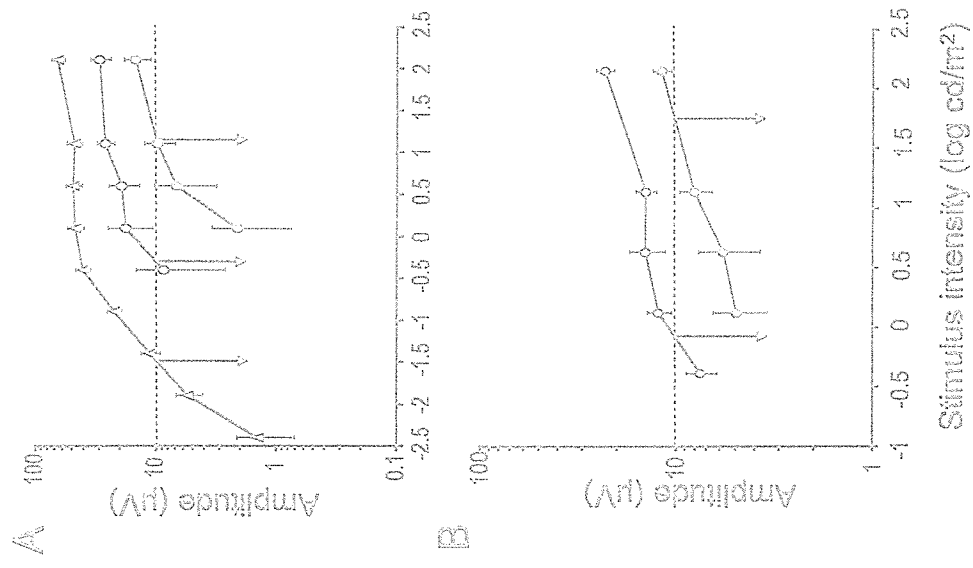 A
Amplitude (µV)
100
10
1
0.1
-2.5 -2 -1.5 -1 -0.5 0 0.5 1 1.5 2 2.5
B
Amplitude (µV)
100
10
1
-1 -0.5 0 0.5 1 1.5 2 2.5
Stimulus intensity (log cd/m²)